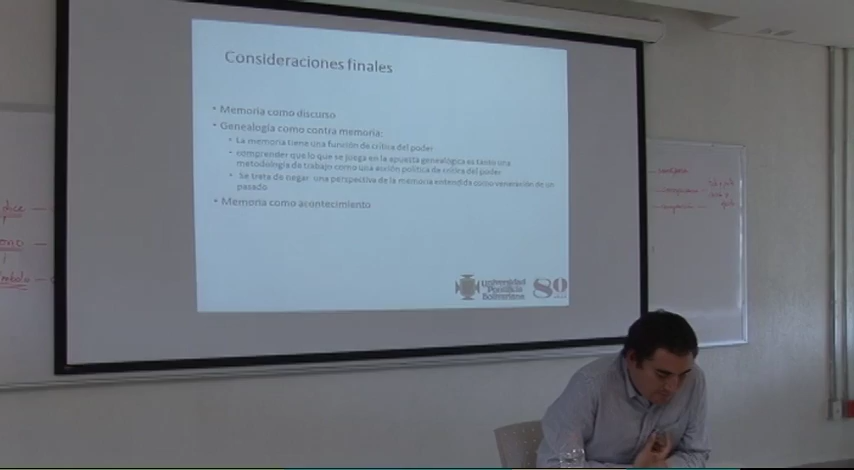 Consideraciones finales
• Memoria como discurso
• Genealogía como contra memoria:
• La memoria tiene una función de crítica del poder
• comprender que lo que se juega en la apuesta genealógica es tanto una
metodología de trabajo como una acción política de crítica del poder
• Se trata de negar una perspectiva de la memoria entendida como veneración de un
pasado
• Memoria como acontecimiento
Universidad
Pontificia
Bolivariana
80